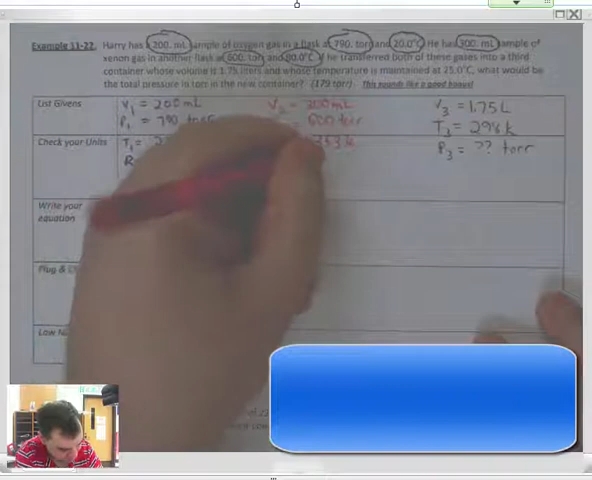 Example 11-22. Harry has a 200. mL sample of oxygen gas in a flask at 790. torr and 20.0°C. He has 300. mL sample of
xenon gas in another flask at 600. torr and 80.0°C. If he transferred both of these gases into a third
container whose volume is 1.75 liters and whose temperature is maintained at 25.0°C, what would be
the total pressure in torr in the new container? (179 torr) This sounds like a good bonus!
List Givens
V₁ = 200 mL
V₂ = 300 mL
V₃ = 1.75 L
P₁ = 790 torr
600 torr
T₃ = 298 K
Check your Units
T₁ =
353 K
P₃ = ?? torr
Write your
equation
Plug &